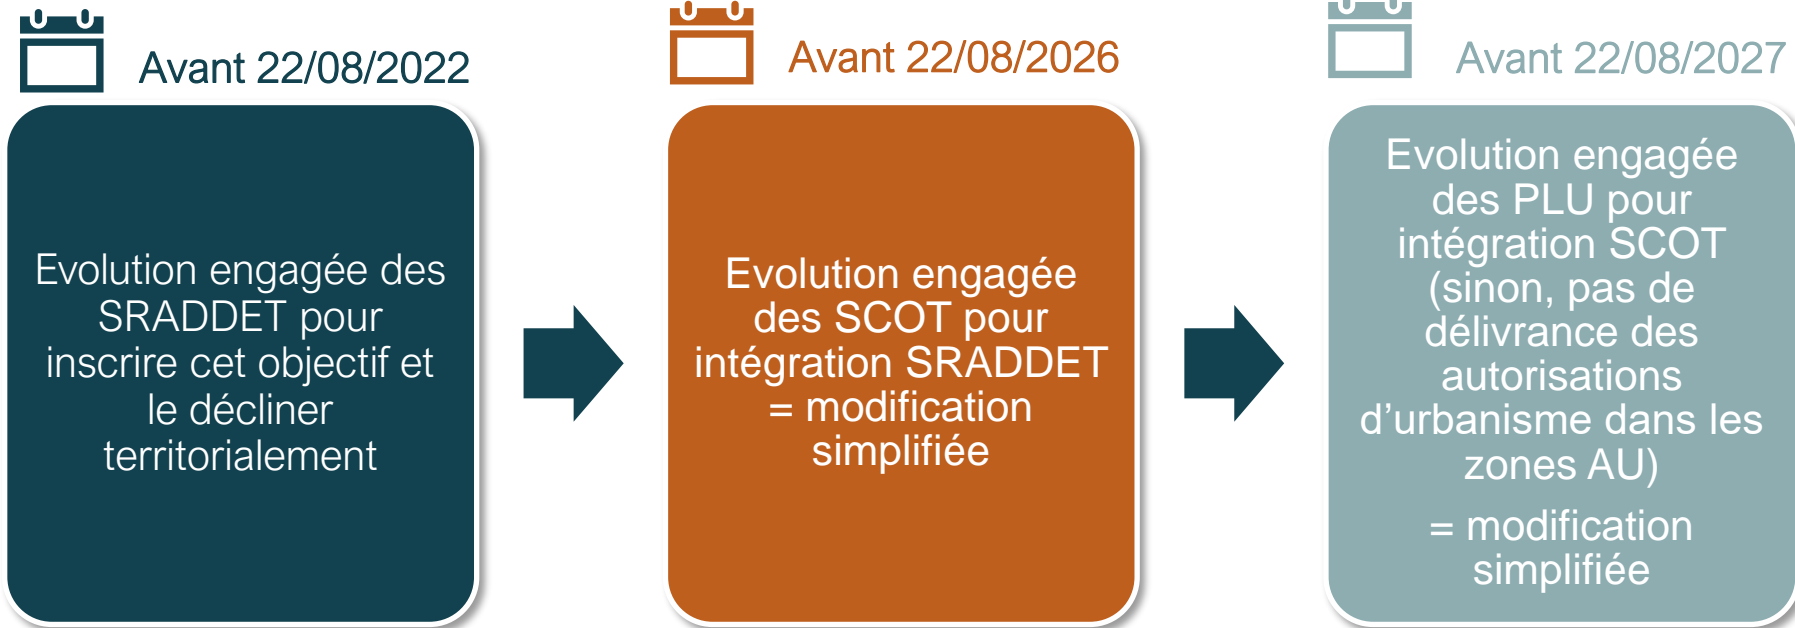 Avant 22/08/2022
Evolution engagée des
SRADDET pour
inscrire cet objectif et
le décliner
territorialement
Avant 22/08/2026
Evolution engagée
des SCOT pour
intégration SRADDET
= modification
simplifiée
Avant 22/08/2027
Evolution engagée
des PLU pour
intégration SCOT
(sinon, pas de
délivrance des
autorisations
d’urbanisme dans les
zones AU)
= modification
simplifiée